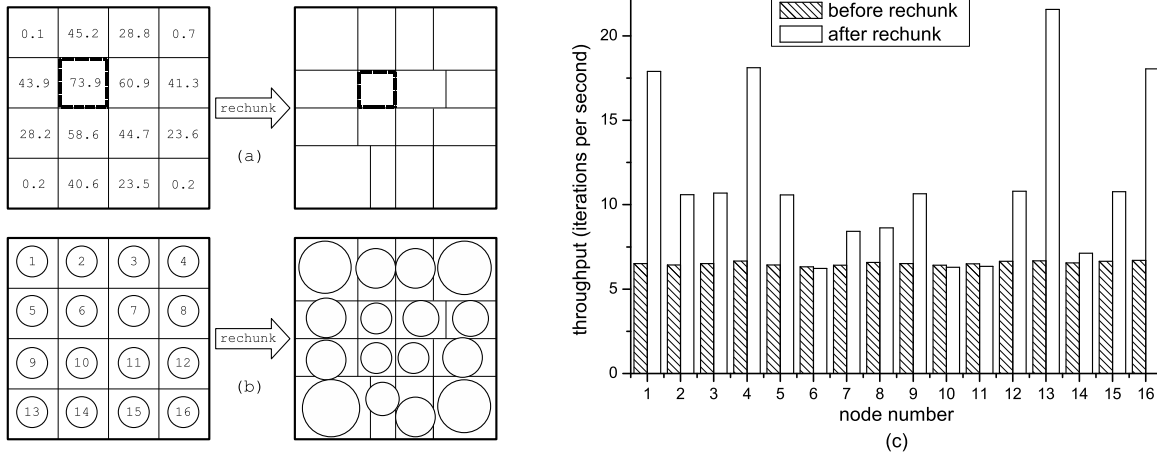 0.1 45.2 28.8 0.7
43.9 73.9 60.9 41.3
28.2 58.6 44.7 23.6
0.2 40.6 23.5 0.2
rechunk
(a)
1 2 3 4
5 6 7 8
9 10 11 12
13 14 15 16
rechunk
(b)
before rechunk
after rechunk
throughput (iterations per second)
20
15
10
5
0
1 2 3 4 5 6 7 8 9 10 11 12 13 14 15 16
node number
(c)